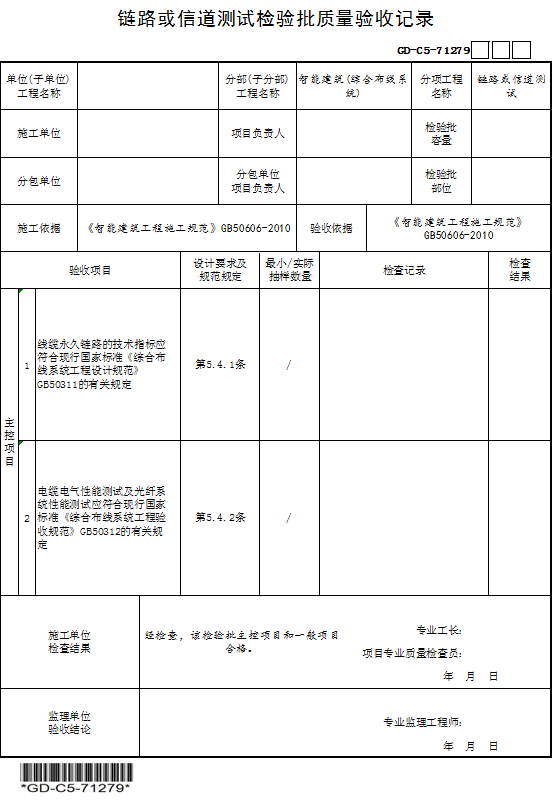 链路或信道测试检验批质量验收记录
GD-C5-71279
单位(子单位)
工程名称
分部(子分部)
工程名称
智能建筑(综合布线系
统)
分项工程
名称
链路或信道测
试
施工单位
项目负责人
检验批
容量
分包单位
分包单位
项目负责人
检验批
部位
施工依据
《智能建筑工程施工规范》GB50606-2010
验收依据
《智能建筑工程施工规范》
GB50606-2010
验收项目
设计要求及
规范规定
最小/实际
抽样数量
检查记录
检查
结果
主
控
项
目
1
线缆永久链路的技术指标应
符合现行国家标准《综合布
线系统工程设计规范》
GB50311的有关规定
第5.4.1条
/
2
电缆电气性能测试及光纤系
统性能测试应符合现行国家
标准《综合布线系统工程验
收规范》GB50312的有关规
定
第5.4.2条
/
施工单位
检查结果
经检查，该检验批主控项目和一般项目
合格。
专业工长:
项目专业质量检查员:
年 月 日
监理单位
验收结论
专业监理工程师:
年 月 日
*GD-C5-71279*